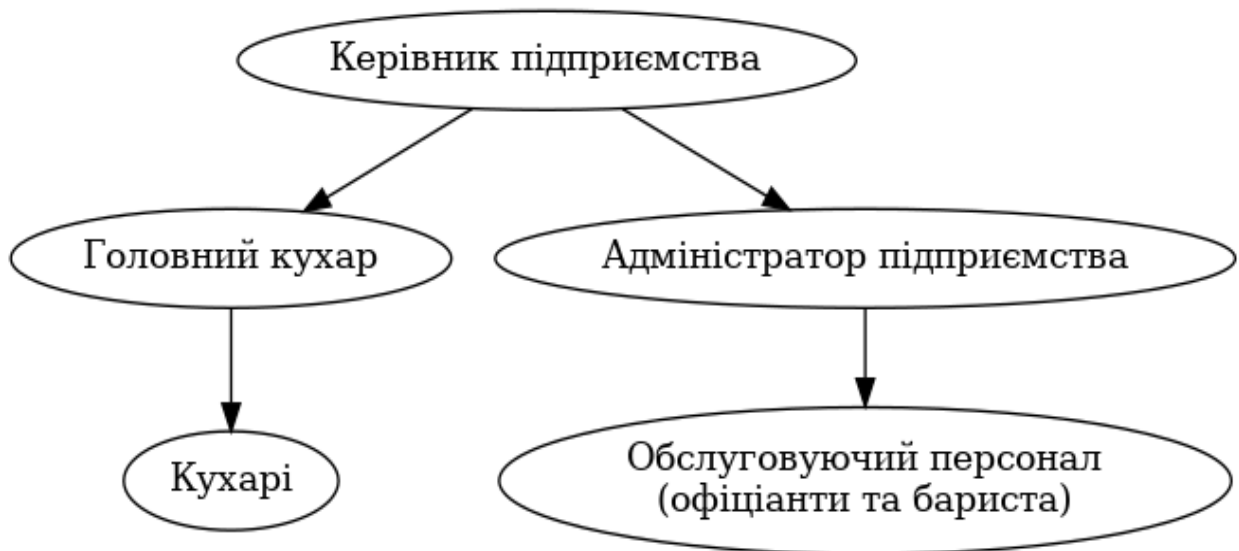 Керівник підприємства
Головний кухар
Адміністратор підприємства
Кухарі
Обслуговуючий персонал
(офіціанти та бариста)